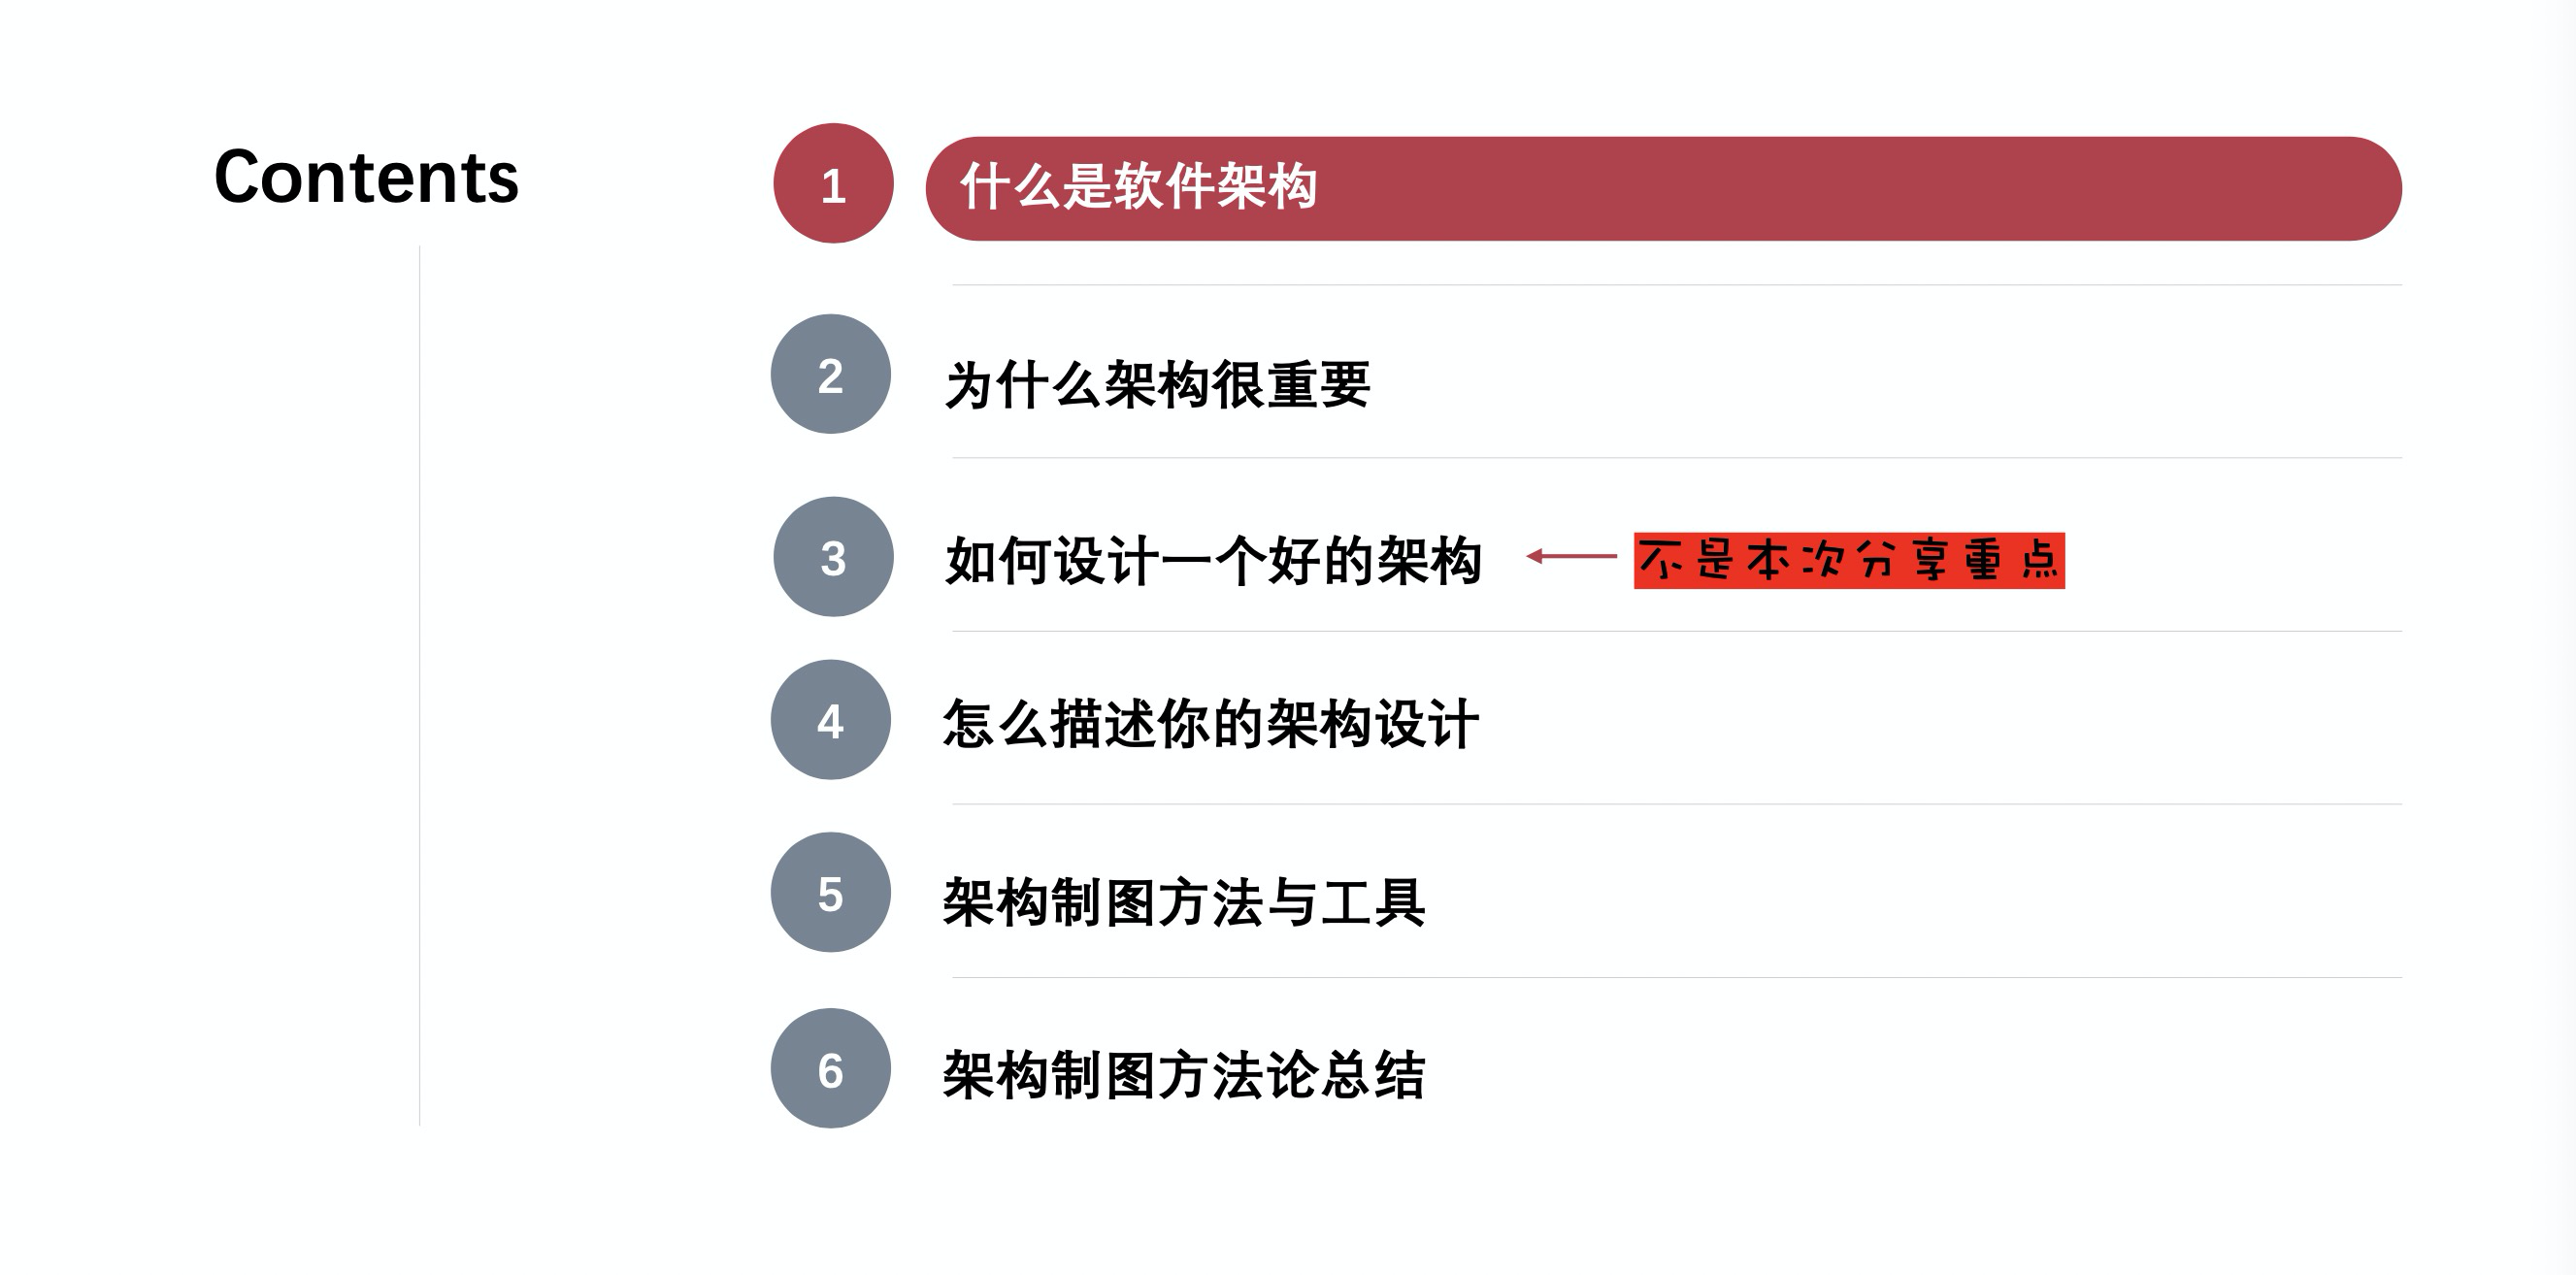 Contents
1 什么是软件架构
2 为什么架构很重要
3 如何设计一个好的架构 不是本次分享重点
4 怎么描述你的架构设计
5 架构制图方法与工具
6 架构制图方法论总结